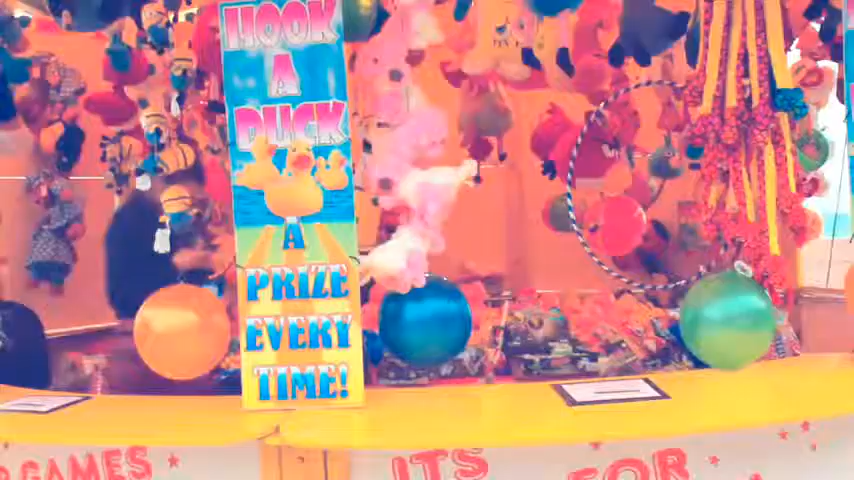 HOOK
A
DUCK
A
PRIZE
EVERY
TIME!
GAMES
ITS
FOR